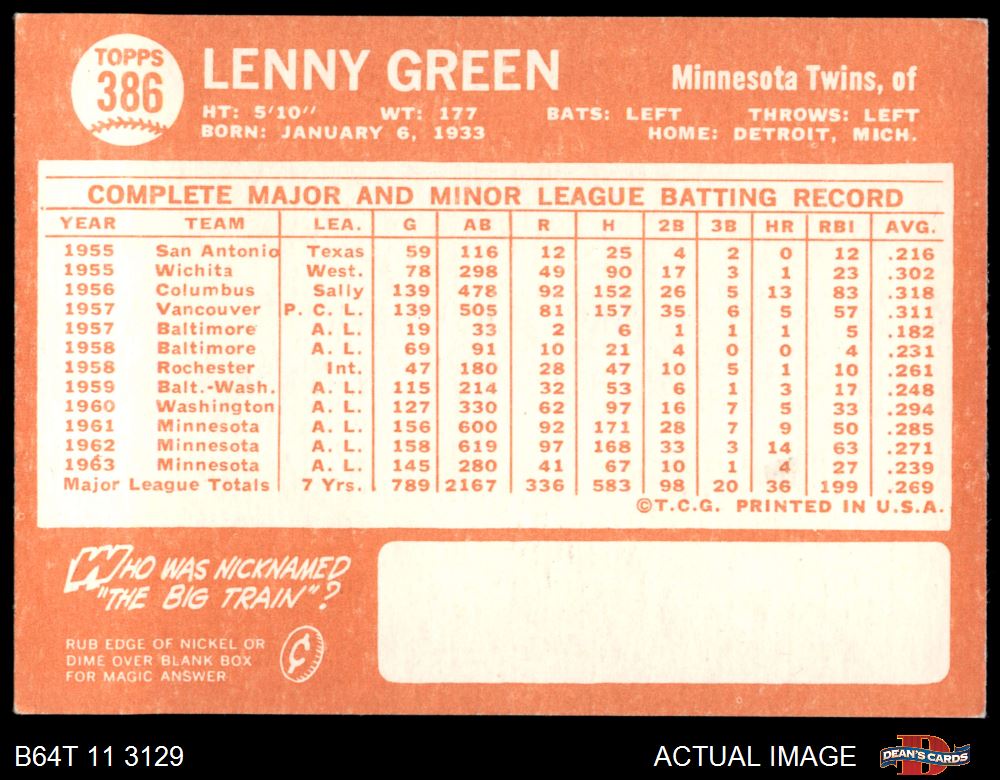 TOPPS
386
LENNY GREEN
Minnesota Twins, of
HT: 5'10" WT: 177 BATS: LEFT THROWS: LEFT
BORN: JANUARY 6, 1933 HOME: DETROIT, MICH.
COMPLETE MAJOR AND MINOR LEAGUE BATTING RECORD
YEAR TEAM LEA. G AB R H 2B 3B HR RBI AVG.
1955 San Antonio Texas 59 116 12 25 4 2 0 12 .216
1955 Wichita West. 78 298 49 90 17 3 1 23 .302
1956 Columbus Sally 139 478 92 152 26 5 13 83 .318
1957 Vancouver P. C. L. 139 505 81 157 35 6 5 57 .311
1957 Baltimore A. L. 19 33 2 6 1 1 1 5 .182
1958 Baltimore A. L. 69 91 10 21 4 0 0 4 .231
1958 Rochester Int. 47 180 28 47 10 5 1 10 .261
1959 Balt.-Wash. A. L. 115 214 32 53 6 1 3 17 .248
1960 Washington A. L. 127 330 62 97 16 7 5 33 .294
1961 Minnesota A. L. 156 600 92 171 28 7 9 50 .285
1962 Minnesota A. L. 158 619 97 168 33 3 14 63 .271
1963 Minnesota A. L. 145 280 41 67 10 1 4 27 .239
Major League Totals 7 Yrs. 789 2167 336 583 98 20 36 199 .269
©T.C.G. PRINTED IN U.S.A.
WHO WAS NICKNAMED
"THE BIG TRAIN"?
RUB EDGE OF NICKEL OR
DIME OVER BLANK BOX
FOR MAGIC ANSWER
¢
B64T 11 3129 ACTUAL IMAGE
D
DEAN'S CARDS